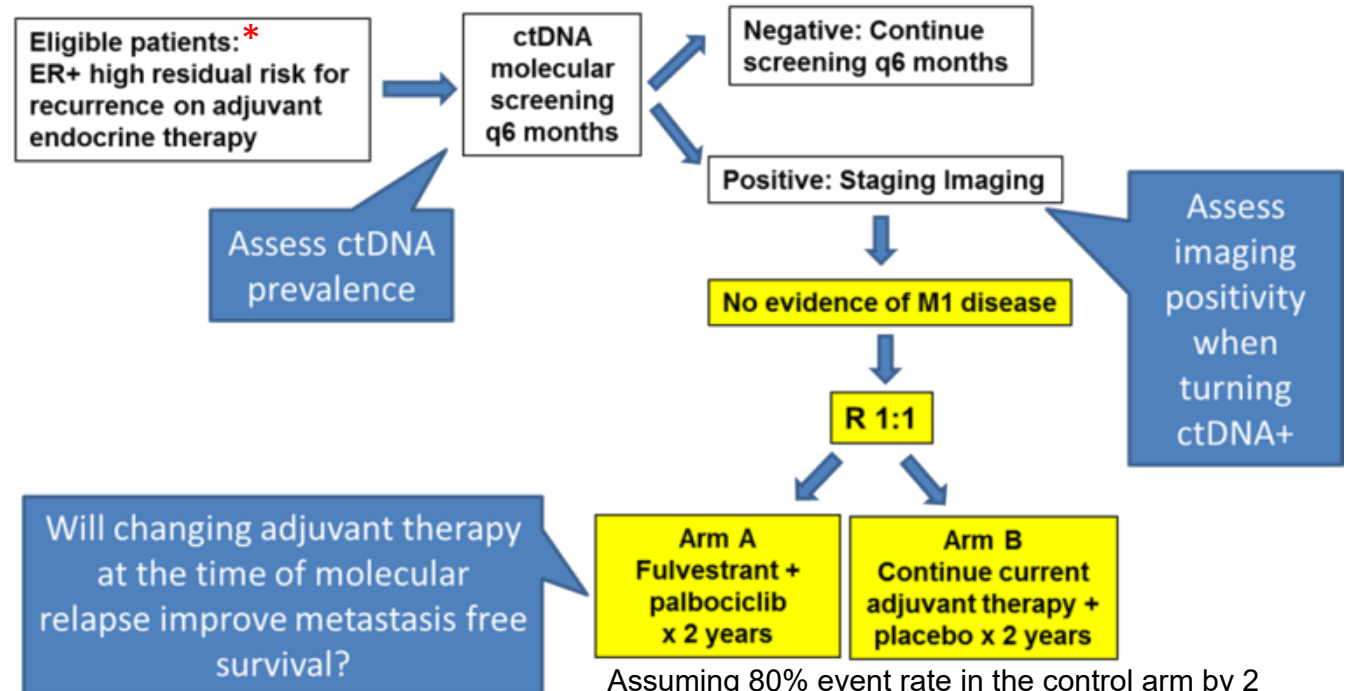 Eligible patients:*
ER+ high residual risk for
recurrence on adjuvant
endocrine therapy
ctDNA
molecular
screening
q6 months
Negative: Continue
screening q6 months
Positive: Staging Imaging
Assess ctDNA
prevalence
Assess
imaging
positivity
when
turning
ctDNA+
No evidence of M1 disease
R 1:1
Will changing adjuvant therapy
at the time of molecular
relapse improve metastasis free
survival?
Arm A
Fulvestrant +
palbociclib
x 2 years
Arm B
Continue current
adjuvant therapy +
placebo x 2 years
Assuming 80% event rate in the control arm by 2